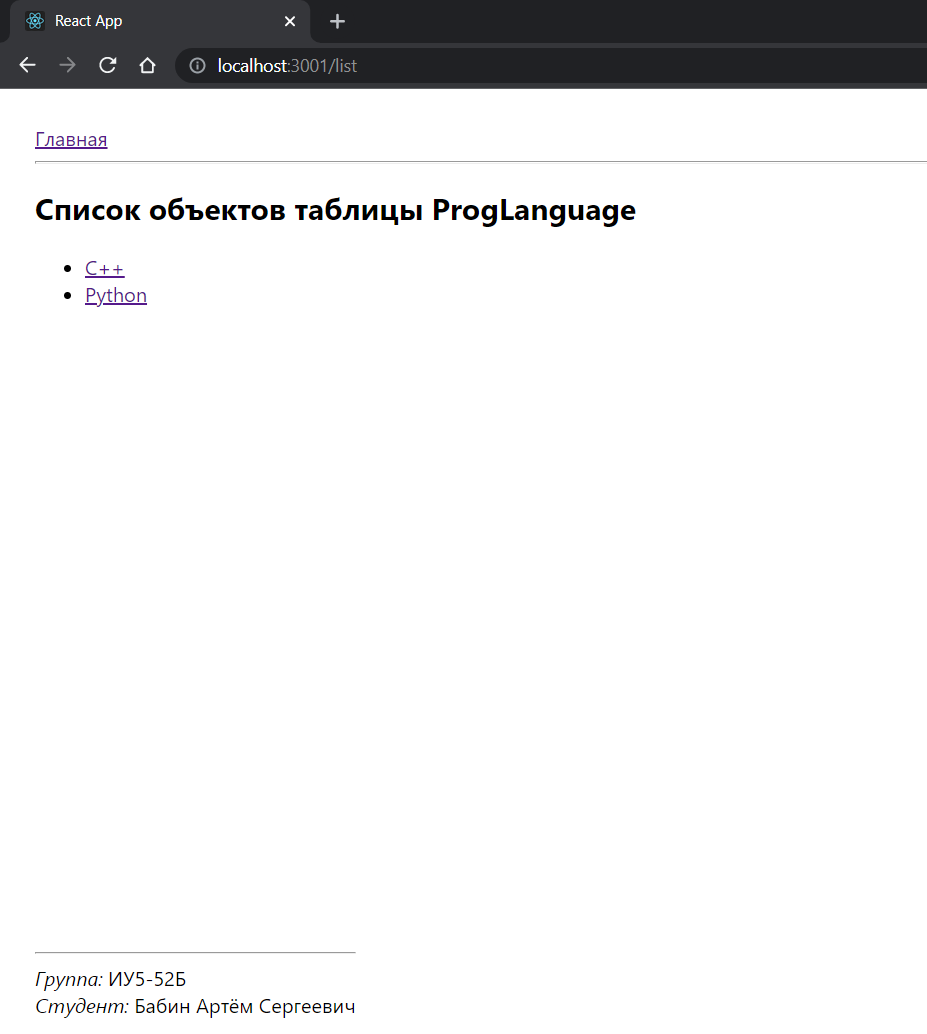 React App
localhost:3001/list
Главная
Список объектов таблицы ProgLanguage
C++
Python
Группа: ИУ5-52Б
Студент: Бабин Артём Сергеевич